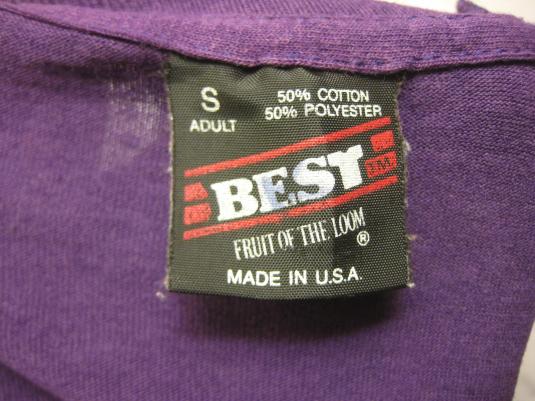 S
ADULT
50% COTTON
50% POLYESTER
BEST
FRUIT OF THE LOOM ®
MADE IN U.S.A.